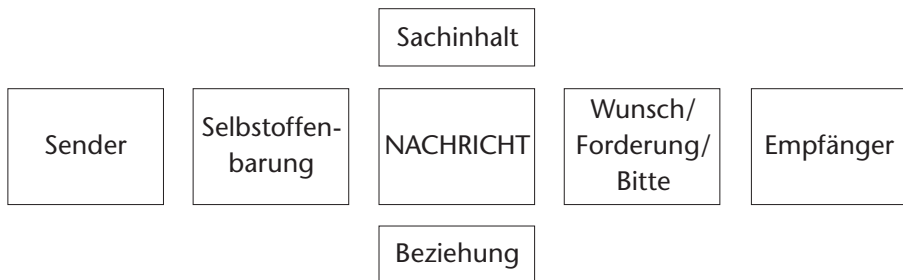 Sachinhalt
Sender
Selbstoffen-
barung
NACHRICHT
Wunsch/
Forderung/
Bitte
Empfänger
Beziehung